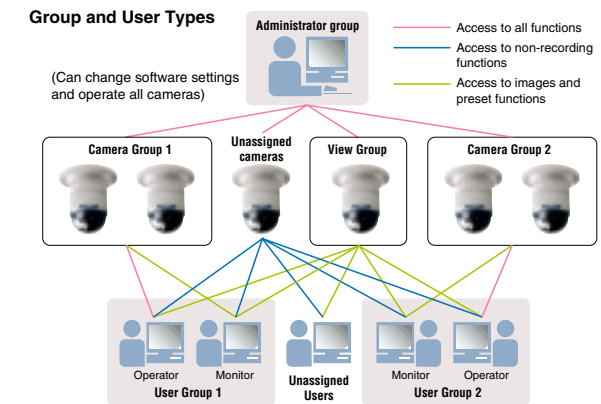 Group and User Types
Administrator group
Access to all functions
Access to non-recording
functions
Access to images and
preset functions
(Can change software settings
and operate all cameras)
Camera Group 1
Unassigned
cameras
View Group
Camera Group 2
Operator
Monitor
User Group 1
Unassigned
Users
Monitor
Operator
User Group 2